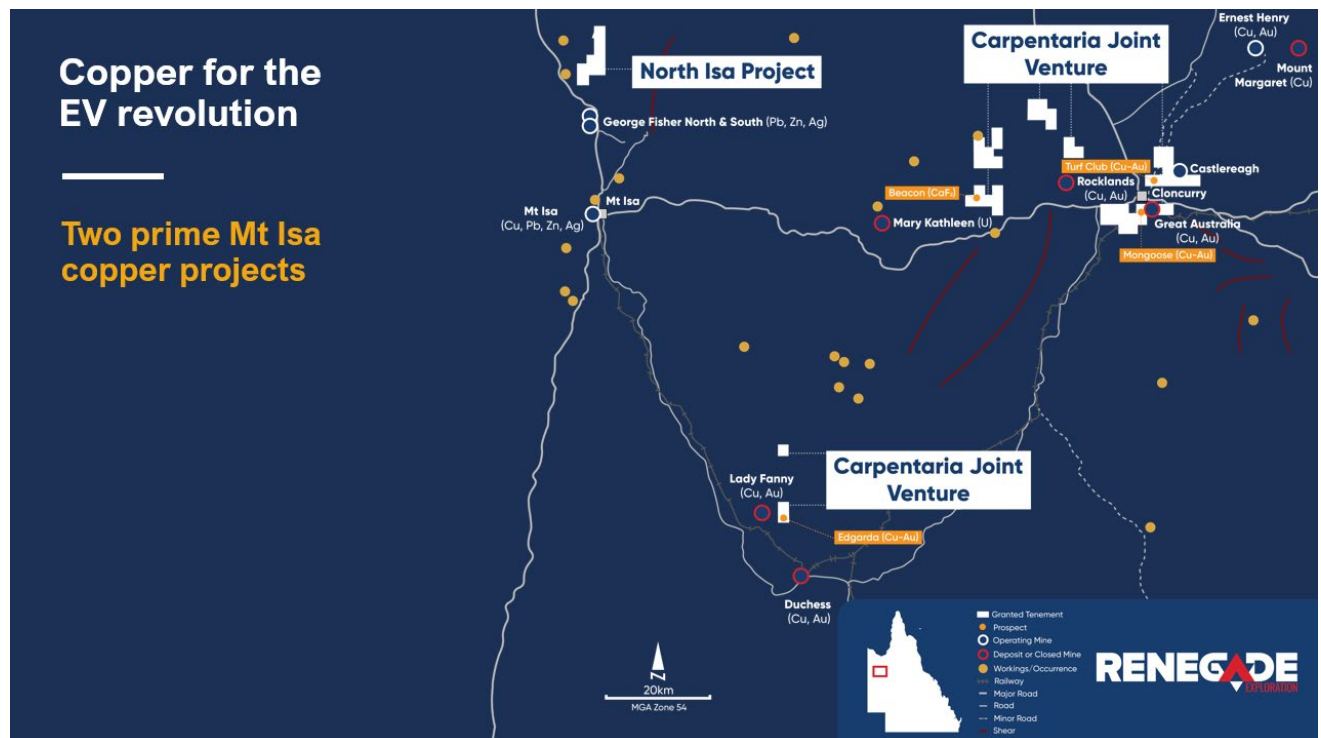 Copper for the
EV revolution
Two prime Mt Isa
copper projects
North Isa Project
Carpentaria Joint
Venture
Ernest Henry
(Cu, Au)
Mount
Margaret (Cu)
George Fisher North & South (Pb, Zn, Ag)
Turf Club (Cu-Au)
Castlereagh
Rocklands
(Cu, Au)
Beacon (CaF₂)
Cloncurry
Mt Isa
Mt Isa
(Cu, Pb, Zn, Ag)
Mary Kathleen (U)
Great Australia
(Cu, Au)
Mongoose (Cu-Au)
Carpentaria Joint
Venture
Lady Fanny
(Cu, Au)
Edgarda (Cu-Au)
Duchess
(Cu, Au)
N
20km
MGA Zone 54
Granted Tenement
Prospect
Operating Mine
Deposit or Closed Mine
Workings/Occurrence
Railway
Major Road
Road
Minor Road
Shear
RENEGADE
EXPLORATION